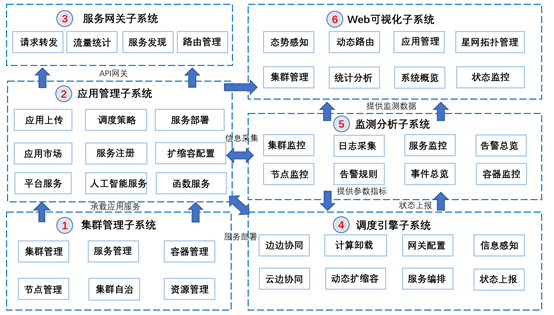 ③ 服务网关子系统
请求转发 流量统计 服务发现 路由管理
API网关
② 应用管理子系统
应用上传 调度策略 服务部署
应用市场 服务注册 扩缩容配置
平台服务 人工智能服务 函数服务
承载应用服务
① 集群管理子系统
集群管理 服务管理 容器管理
节点管理 集群自治 资源管理
⑥ Web可视化子系统
态势感知 动态路由 应用管理 星网拓扑管理
集群管理 统计分析 系统概览 状态监控
提供监测数据
信息采集
⑤ 监测分析子系统
集群监控 日志采集 服务监控 告警总览
节点监控 告警规则 事件总览 容器监控
提供参数指标
状态上报
服务部署
④ 调度引擎子系统
边边协同 计算卸载 网关配置 信息感知
云边协同 动态扩缩容 服务编排 状态上报